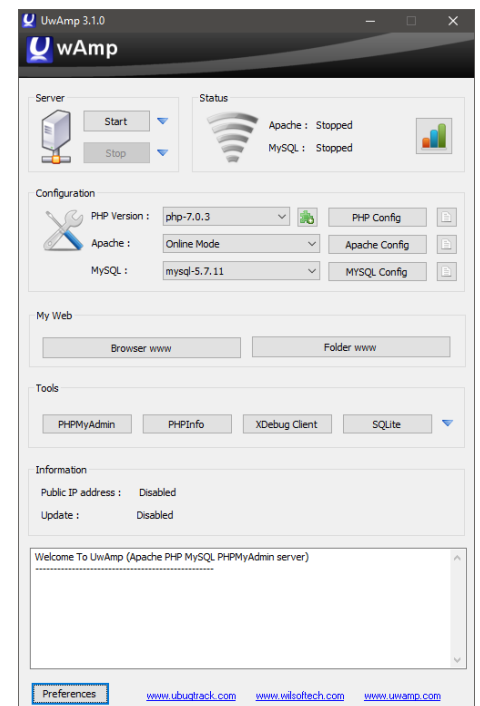 UwAmp 3.1.0
UwAmp
Server
Start
Stop
Status
Apache : Stopped
MySQL : Stopped
Configuration
PHP Version : php-7.0.3 PHP Config
Apache : Online Mode Apache Config
MySQL : mysql-5.7.11 MYSQL Config
My Web
Browser www Folder www
Tools
PHPMyAdmin PHPInfo XDebug Client SQLite
Information
Public IP address : Disabled
Update : Disabled
Welcome To UwAmp (Apache PHP MySQL PHPMyAdmin server)
-------------------------------------------------
Preferences www.ubugtrack.com www.wilsoftech.com www.uwamp.com